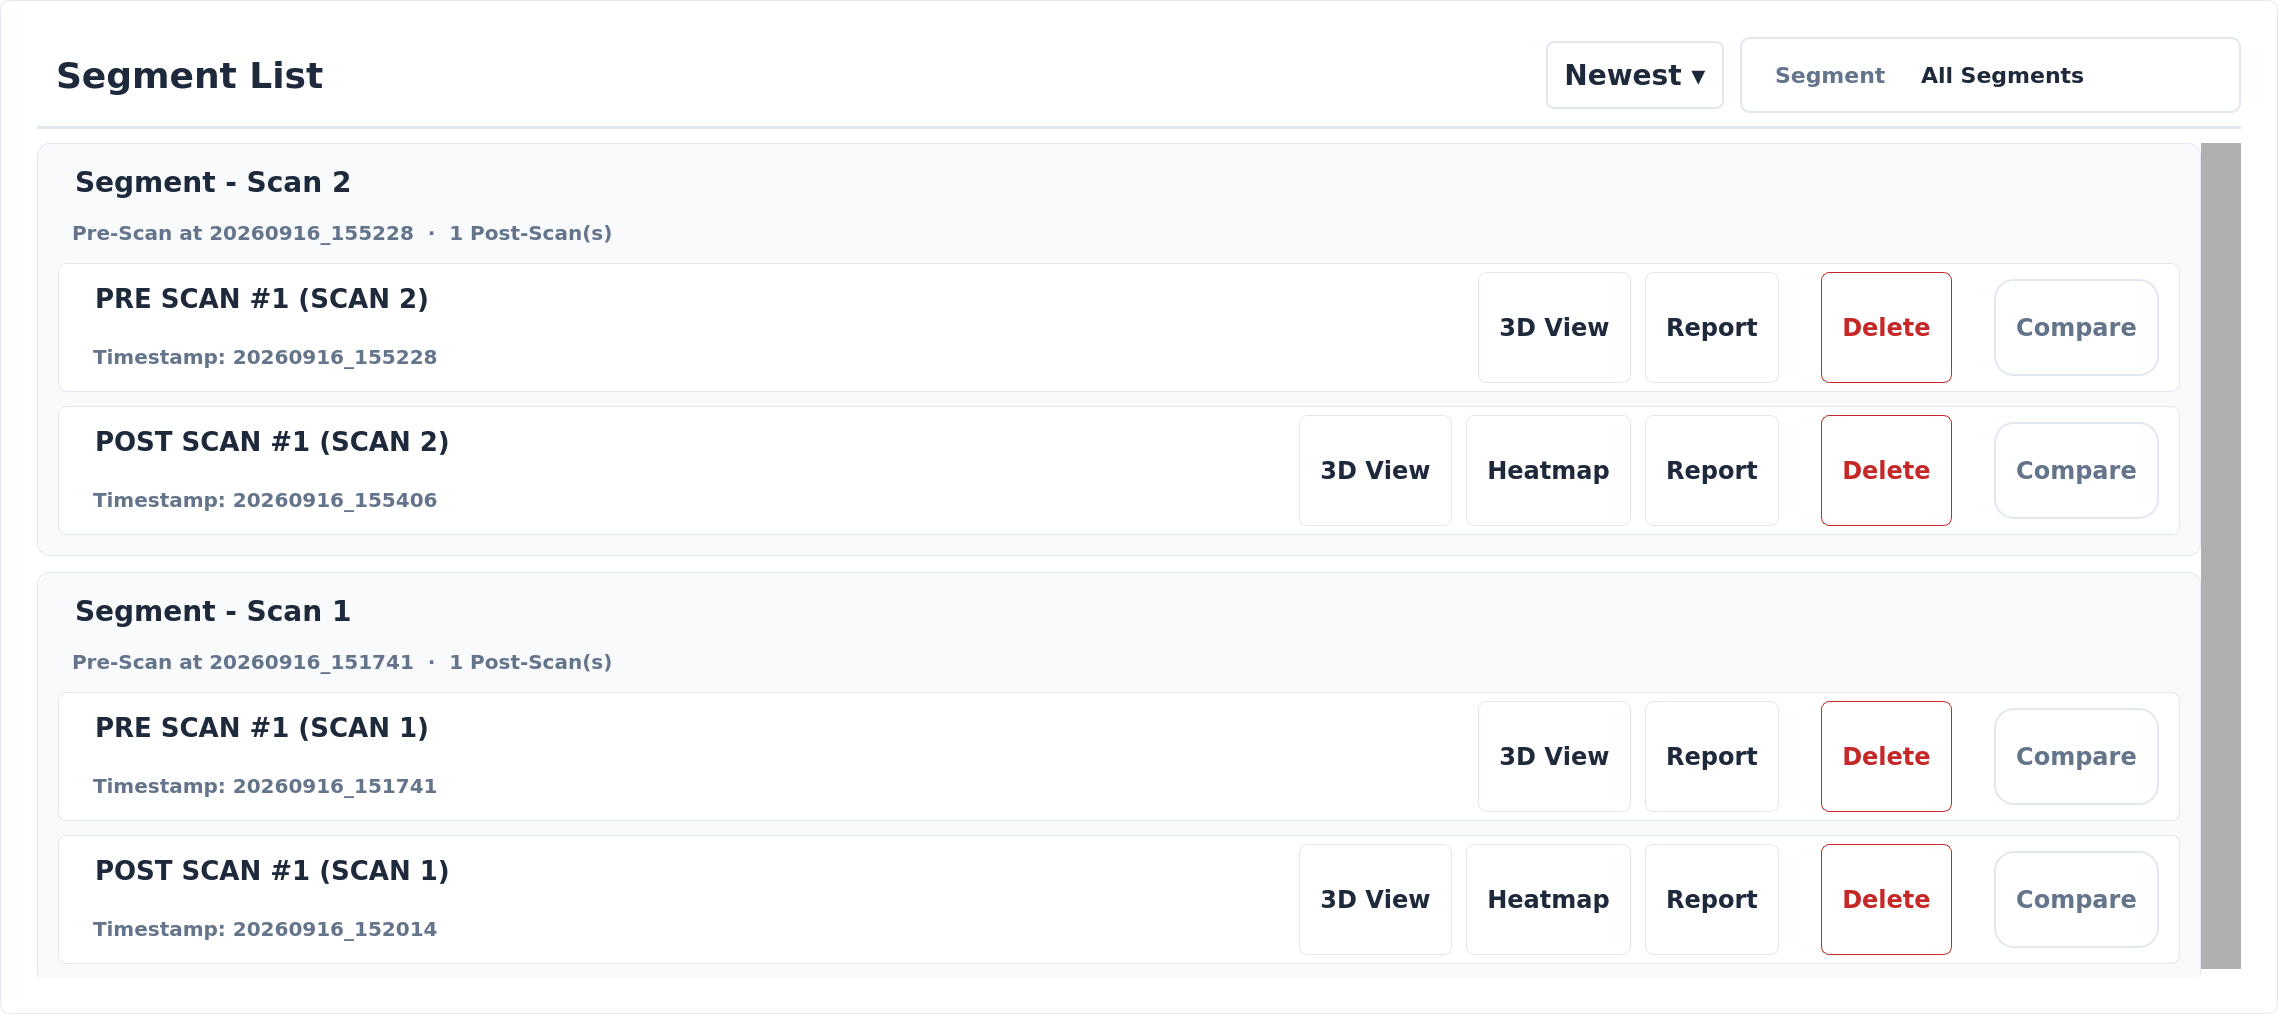 Segment List
Newest ▼
Segment All Segments
Segment - Scan 2
Pre-Scan at 20260916_155228 · 1 Post-Scan(s)
PRE SCAN #1 (SCAN 2)
Timestamp: 20260916_155228
3D View Report Delete Compare
POST SCAN #1 (SCAN 2)
Timestamp: 20260916_155406
3D View Heatmap Report Delete Compare
Segment - Scan 1
Pre-Scan at 20260916_151741 · 1 Post-Scan(s)
PRE SCAN #1 (SCAN 1)
Timestamp: 20260916_151741
3D View Report Delete Compare
POST SCAN #1 (SCAN 1)
Timestamp: 20260916_152014
3D View Heatmap Report Delete Compare